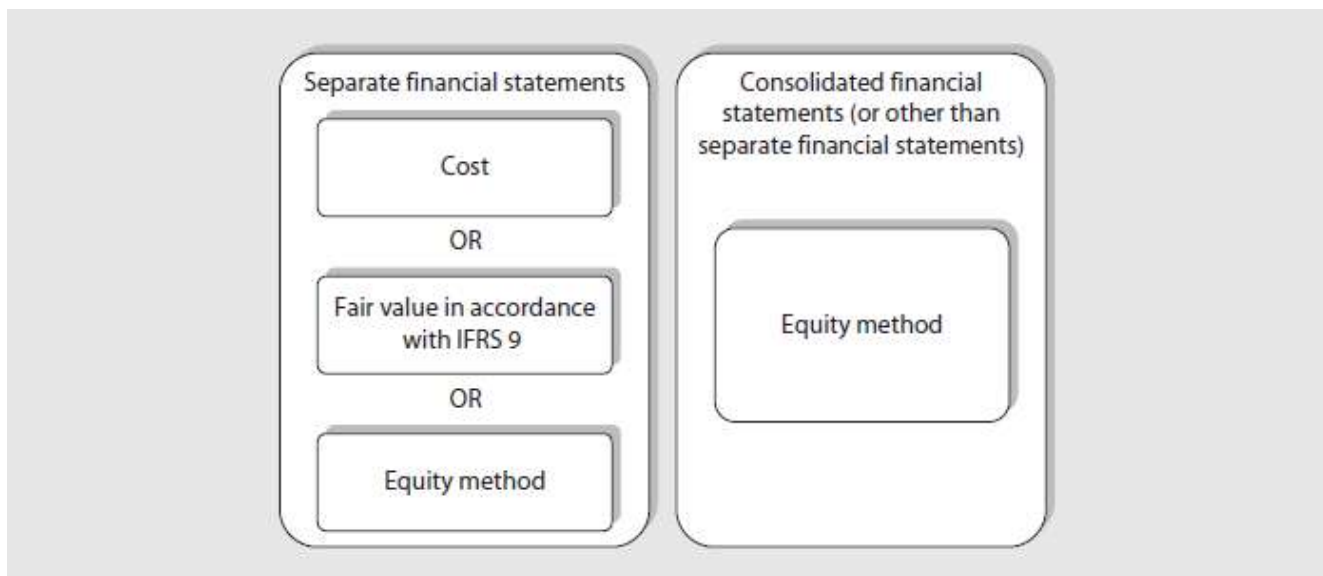 Separate financial statements
Cost
OR
Fair value in accordance
with IFRS 9
OR
Equity method
Consolidated financial
statements (or other than
separate financial statements)
Equity method